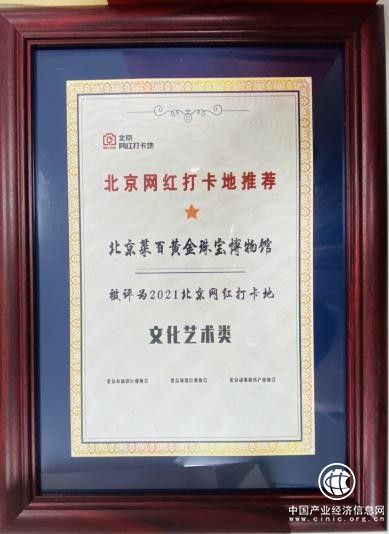 北京
网红打卡地
北京网红打卡地推荐
北京菜百黄金珠宝博物馆
被评为2021北京网红打卡地
文化艺术类
中国产业经济信息网
www.cinic.org.cn